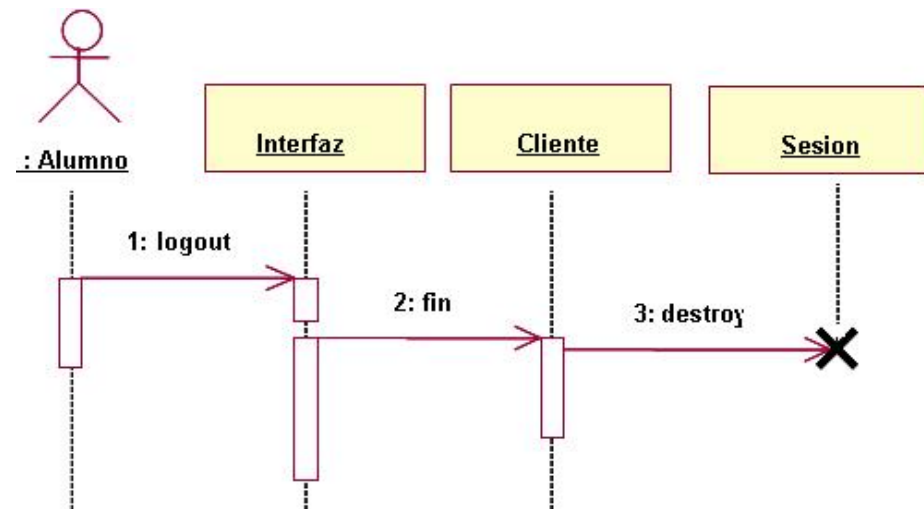 : Alumno
Interfaz
Cliente
Sesion
1: logout
2: fin
3: destroy